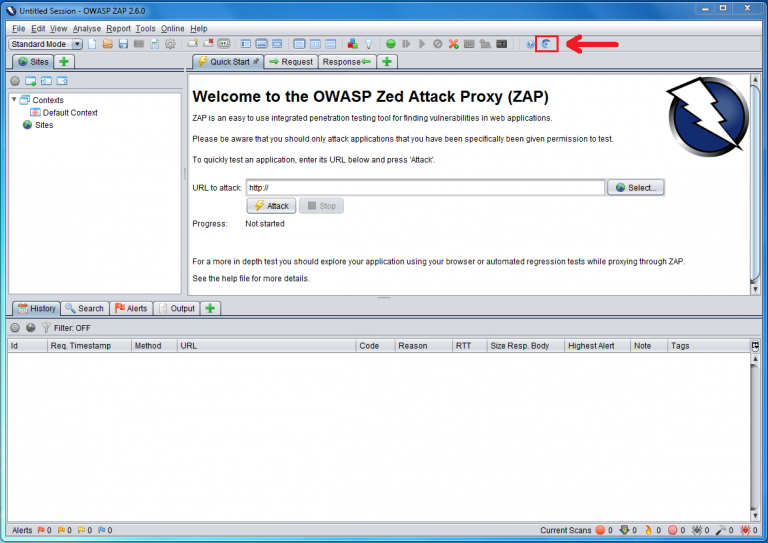 Untitled Session - OWASP ZAP 2.6.0
File Edit View Analyse Report Tools Online Help
Standard Mode
Sites
Quick Start Request Response
Contexts
Default Context
Sites
Welcome to the OWASP Zed Attack Proxy (ZAP)
ZAP is an easy to use integrated penetration testing tool for finding vulnerabilities in web applications.
Please be aware that you should only attack applications that you have been specifically been given permission to test.
To quickly test an application, enter its URL below and press 'Attack'.
URL to attack: http:// Select...
Attack Stop
Progress: Not started
For a more in depth test you should explore your application using your browser or automated regression tests while proxying through ZAP.
See the help file for more details.
History Search Alerts Output
Filter: OFF
Id Req. Timestamp Method URL Code Reason RTT Size Resp. Body Highest Alert Note Tags
Alerts 0 0 0 0 Current Scans 0 0 0 0 0 0 0